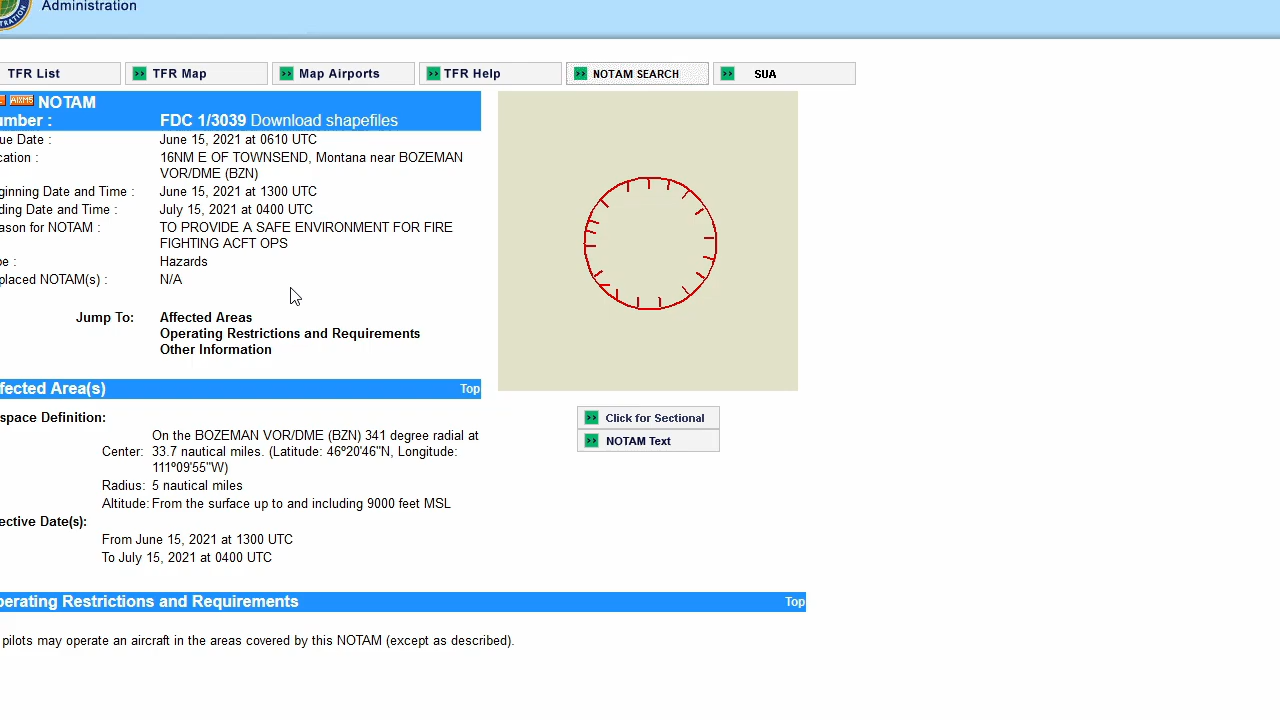 Administration
TFR List
TFR Map
Map Airports
TFR Help
NOTAM SEARCH
SUA
AIXM5 NOTAM
umber : FDC 1/3039 Download shapefiles
ue Date : June 15, 2021 at 0610 UTC
cation : 16NM E OF TOWNSEND, Montana near BOZEMAN
VOR/DME (BZN)
ginning Date and Time : June 15, 2021 at 1300 UTC
ding Date and Time : July 15, 2021 at 0400 UTC
ason for NOTAM : TO PROVIDE A SAFE ENVIRONMENT FOR FIRE
FIGHTING ACFT OPS
pe : Hazards
placed NOTAM(s) : N/A
Jump To: Affected Areas
Operating Restrictions and Requirements
Other Information
fected Area(s) Top
space Definition:
On the BOZEMAN VOR/DME (BZN) 341 degree radial at
Center: 33.7 nautical miles. (Latitude: 46º20'46"N, Longitude:
111º09'55"W)
Radius: 5 nautical miles
Altitude: From the surface up to and including 9000 feet MSL
ective Date(s):
From June 15, 2021 at 1300 UTC
To July 15, 2021 at 0400 UTC
Click for Sectional
NOTAM Text
perating Restrictions and Requirements Top
pilots may operate an aircraft in the areas covered by this NOTAM (except as described).